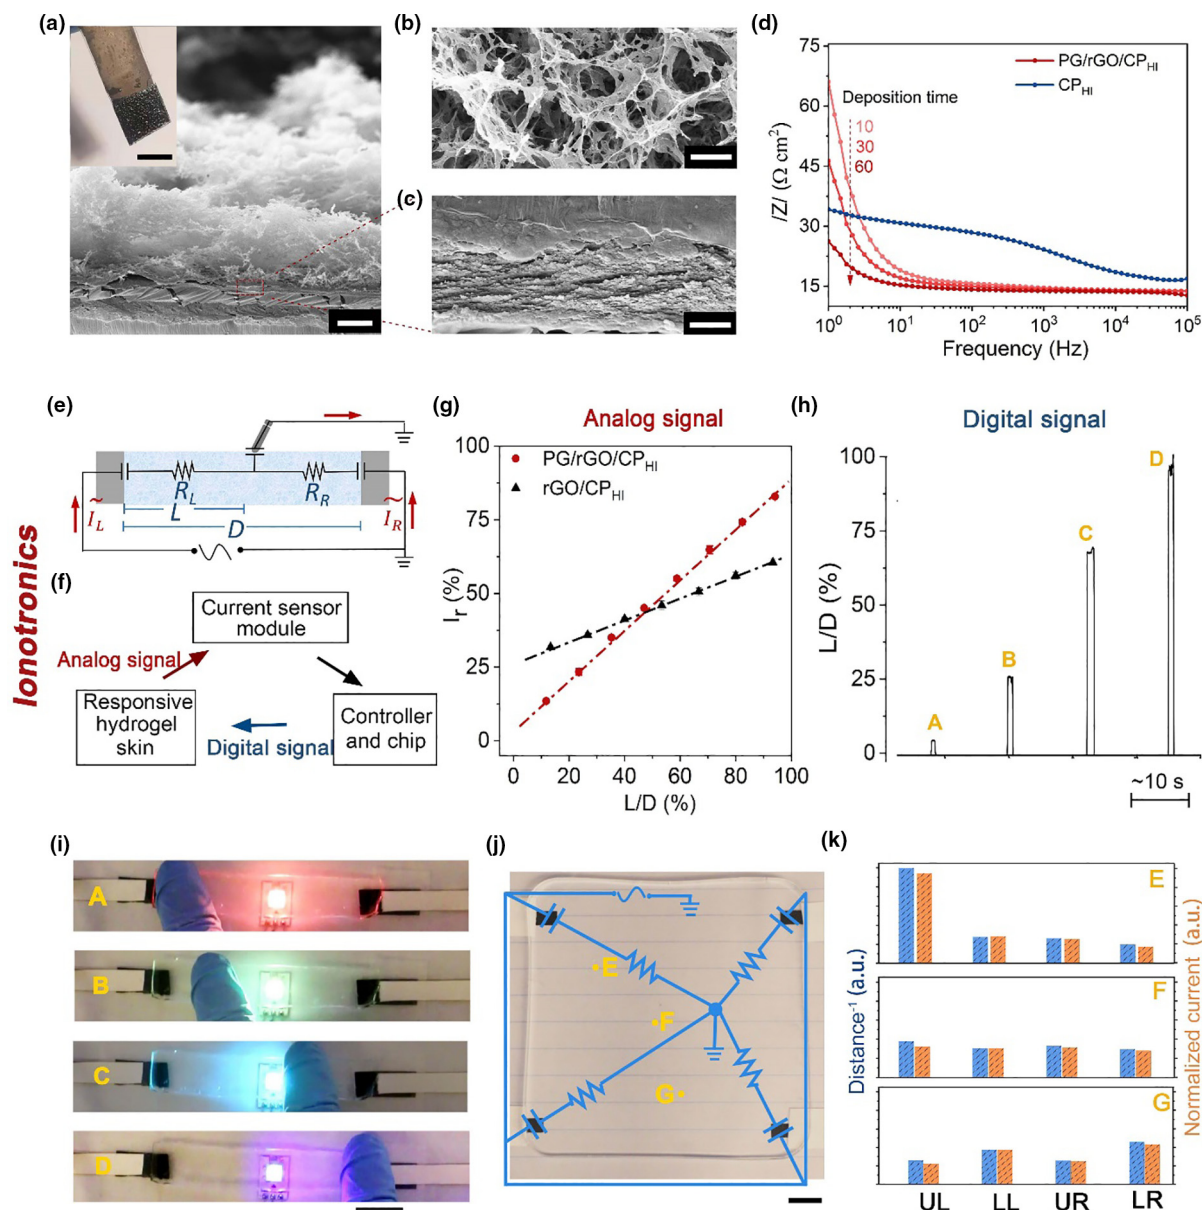 (a)
(b)
(c)
(d)
75
60
45
30
15
/Z/ (Ω cm²)
PG/rGO/CP_HI
CP_HI
Deposition time
10
30
60
10⁰ 10¹ 10² 10³ 10⁴ 10⁵
Frequency (Hz)
Ionotronics
(e)
R_L
R_R
L
D
Ĩ_L
Ĩ_R
(f)
Current sensor
module
Analog signal
Responsive
hydrogel
skin
Digital signal
Controller
and chip
(g)
Analog signal
100
75
50
25
0
I_r (%)
PG/rGO/CP_HI
rGO/CP_HI
0 20 40 60 80 100
L/D (%)
(h)
Digital signal
100
75
50
25
0
L/D (%)
A
B
C
D
~10 s
(i)
A
B
C
D
(j)
E
F
G
(k)
Distance⁻¹ (a.u.)
Normalized current (a.u.)
E
F
G
UL LL UR LR